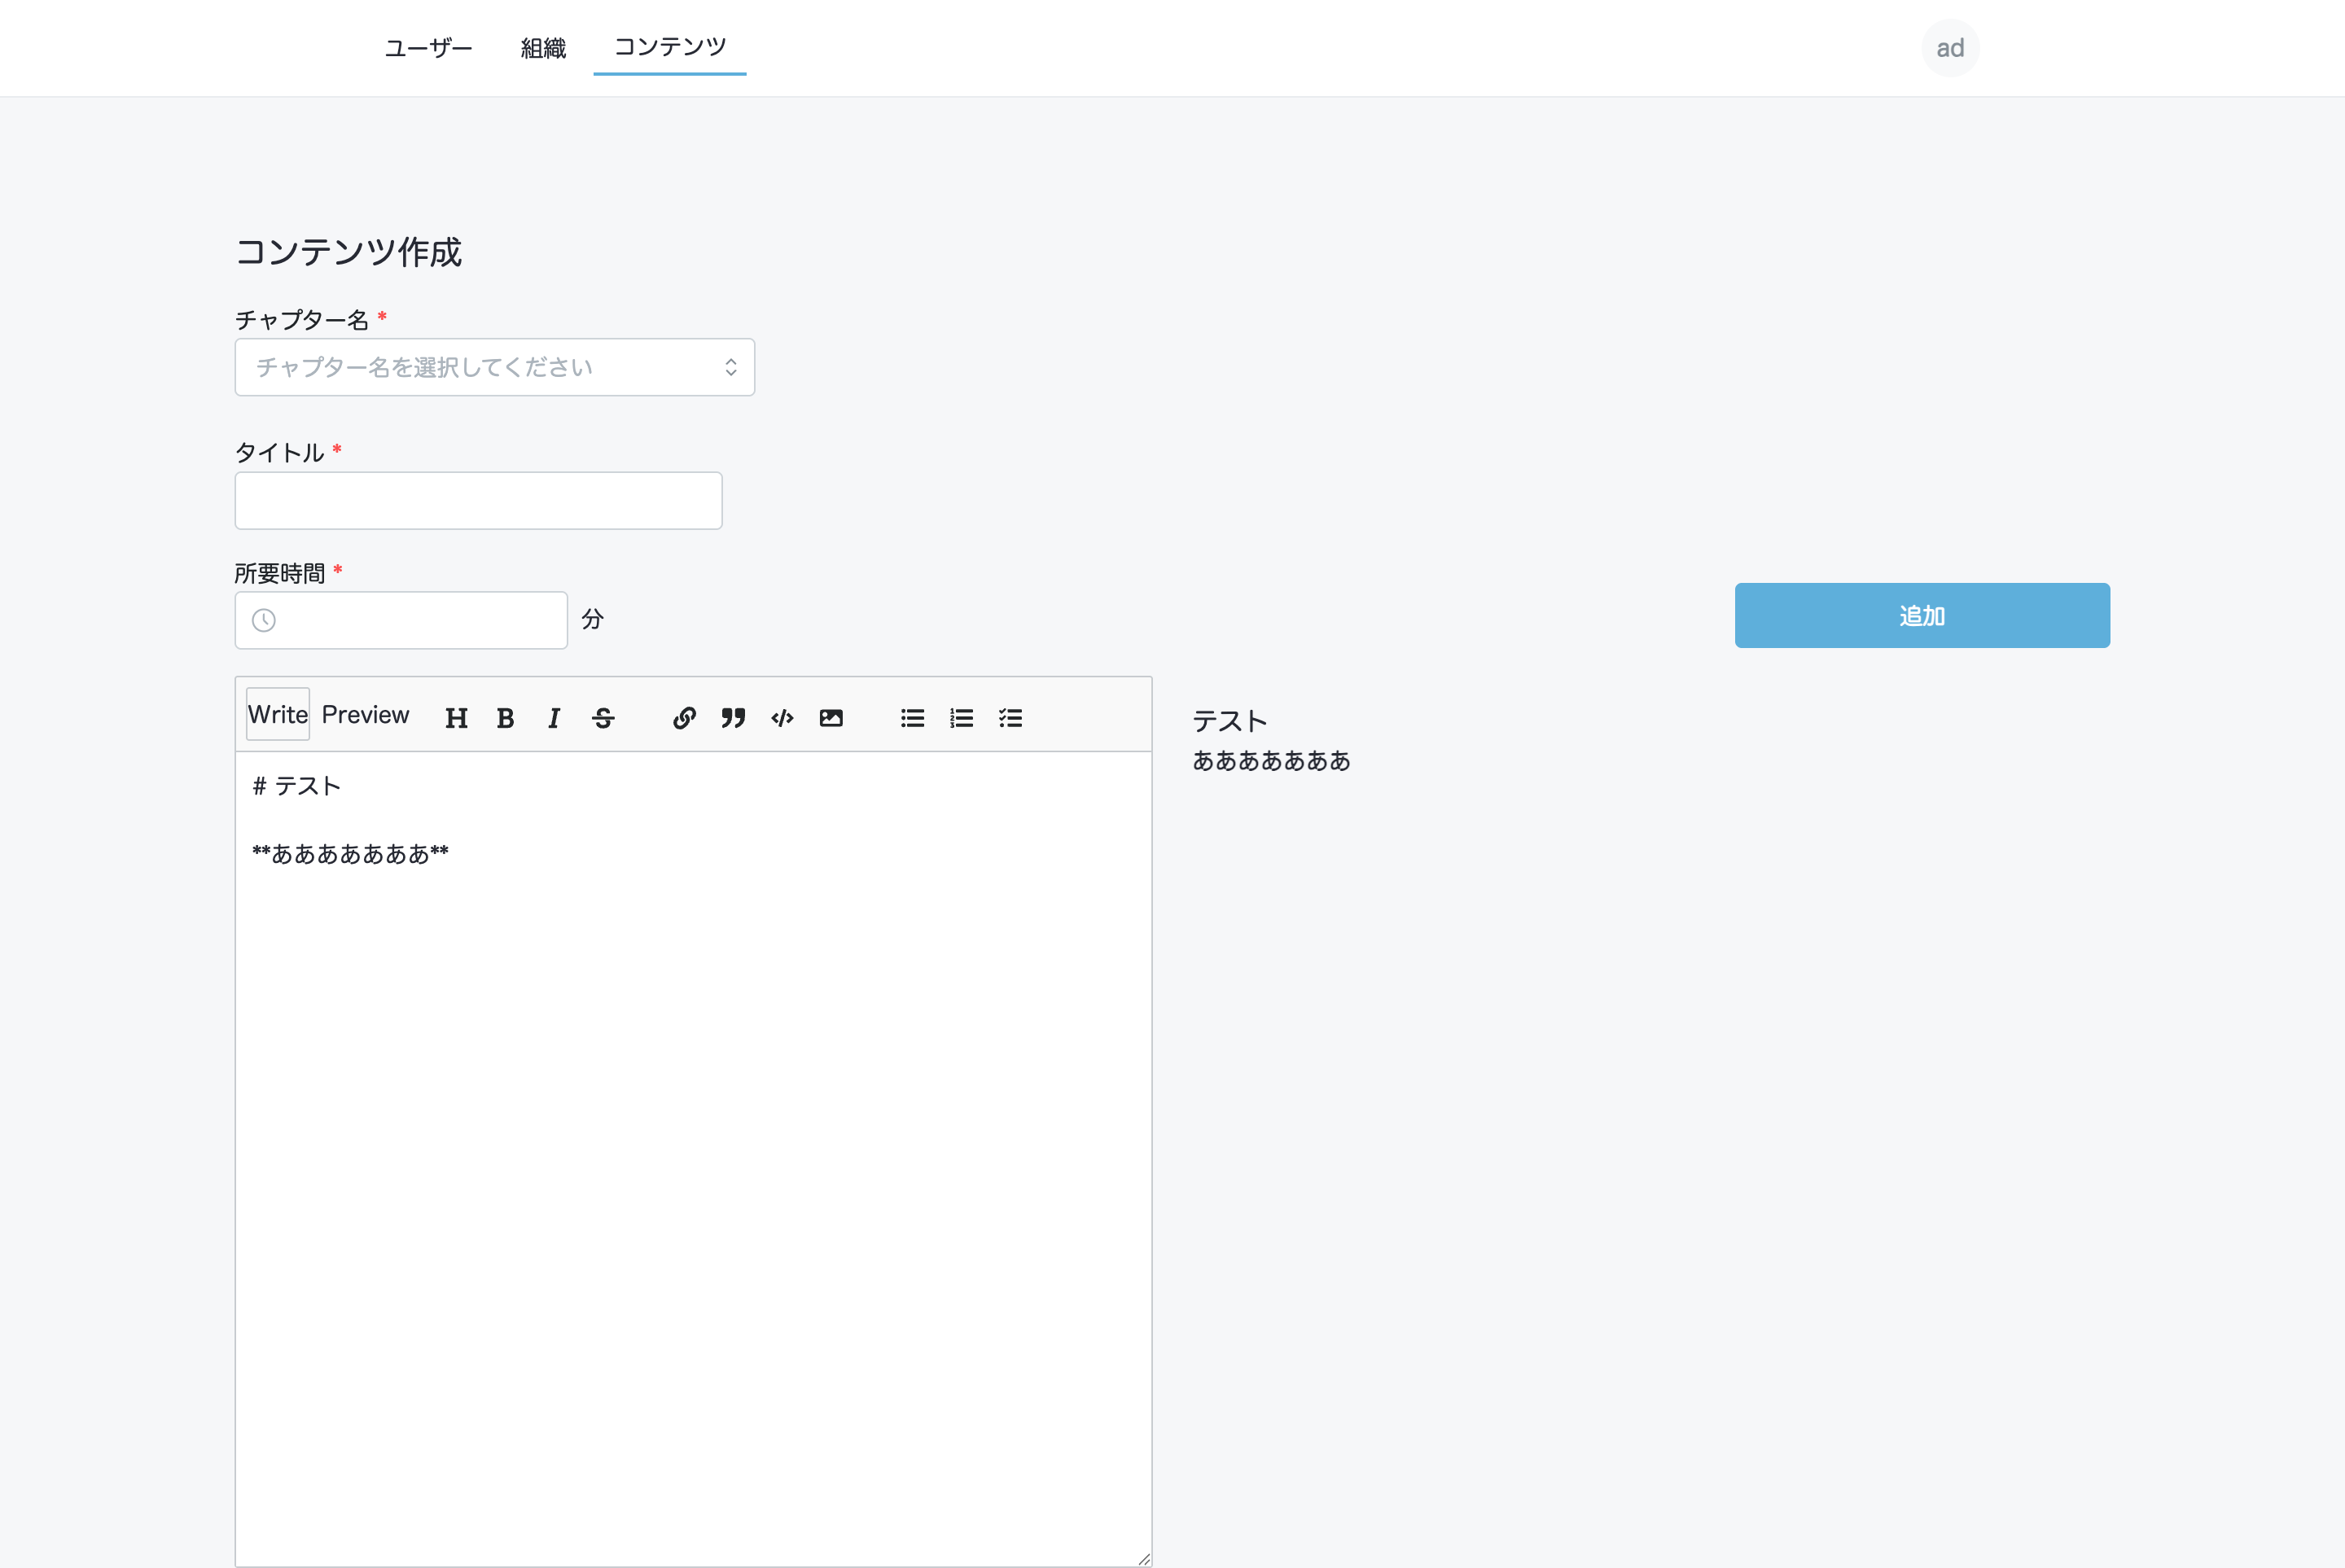 ユーザー 組織 コンテンツ ad
コンテンツ作成
チャプター名 *
チャプター名を選択してください
タイトル *
所要時間 *
分
追加
Write Preview H B I S
# テスト
**あああああああ**
テスト
あああああああ